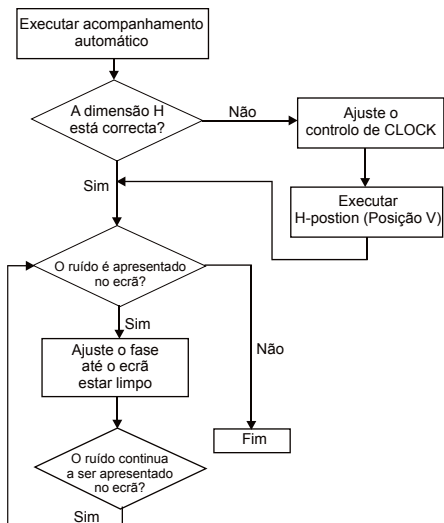 Executar acompanhamento
automático
A dimensão H
está correcta?
Não
Ajuste o
controlo de CLOCK
Sim
Executar
H-postion (Posição V)
O ruído é apresentado
no ecrã?
Sim
Não
Ajuste o fase
até o ecrã
estar limpo
Fim
O ruído continua
a ser apresentado
no ecrã?
Sim